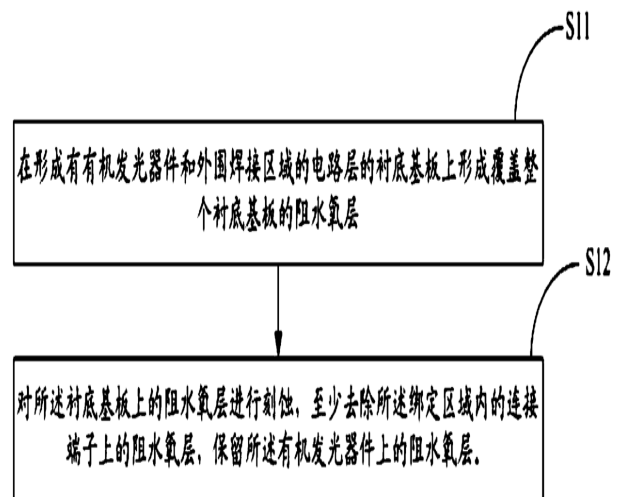 S11
在形成有有机发光器件和外围焊接区域的电路层的衬底基板上形成覆盖整
个衬底基板的阻水氧层
S12
对所述衬底基板上的阻水氧层进行刻蚀，至少去除所述绑定区域内的连接
端子上的阻水氧层，保留所述有机发光器件上的阻水氧层。